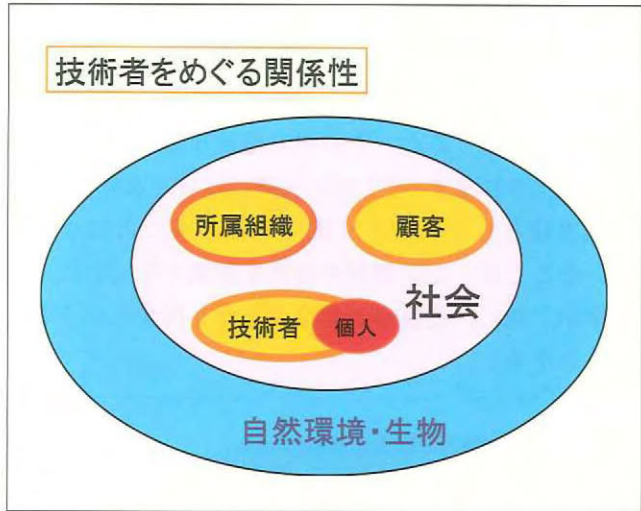 技術者をめぐる関係性
所属組織
顧客
社会
技術者
個人
自然環境・生物